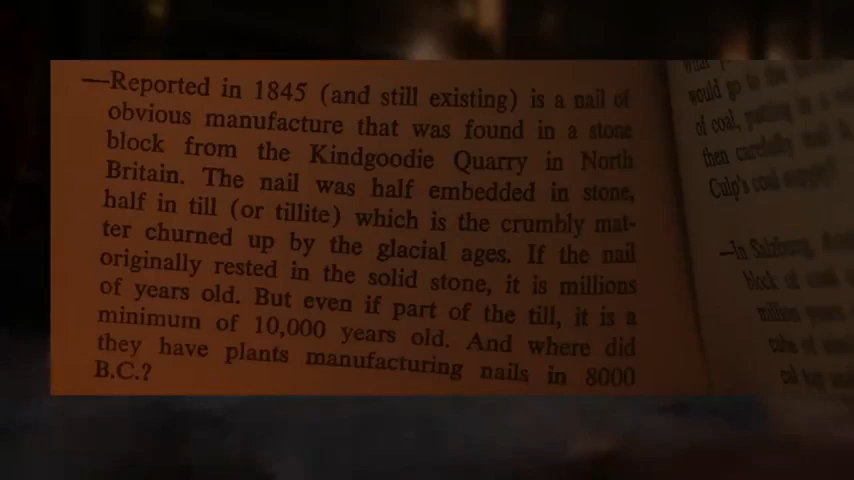 —Reported in 1845 (and still existing) is a nail of
obvious manufacture that was found in a stone
block from the Kindgoodie Quarry in North
Britain. The nail was half embedded in stone,
half in till (or tillite) which is the crumbly mat-
ter churned up by the glacial ages. If the nail
originally rested in the solid stone, it is millions
of years old. But even if part of the till, it is a
minimum of 10,000 years old. And where did
they have plants manufacturing nails in 8000
B.C.?
would go to the
of coal, putting in a
then carefully
Culp's coal supply?
—In Salzburg,
block of coal
million years
cube of